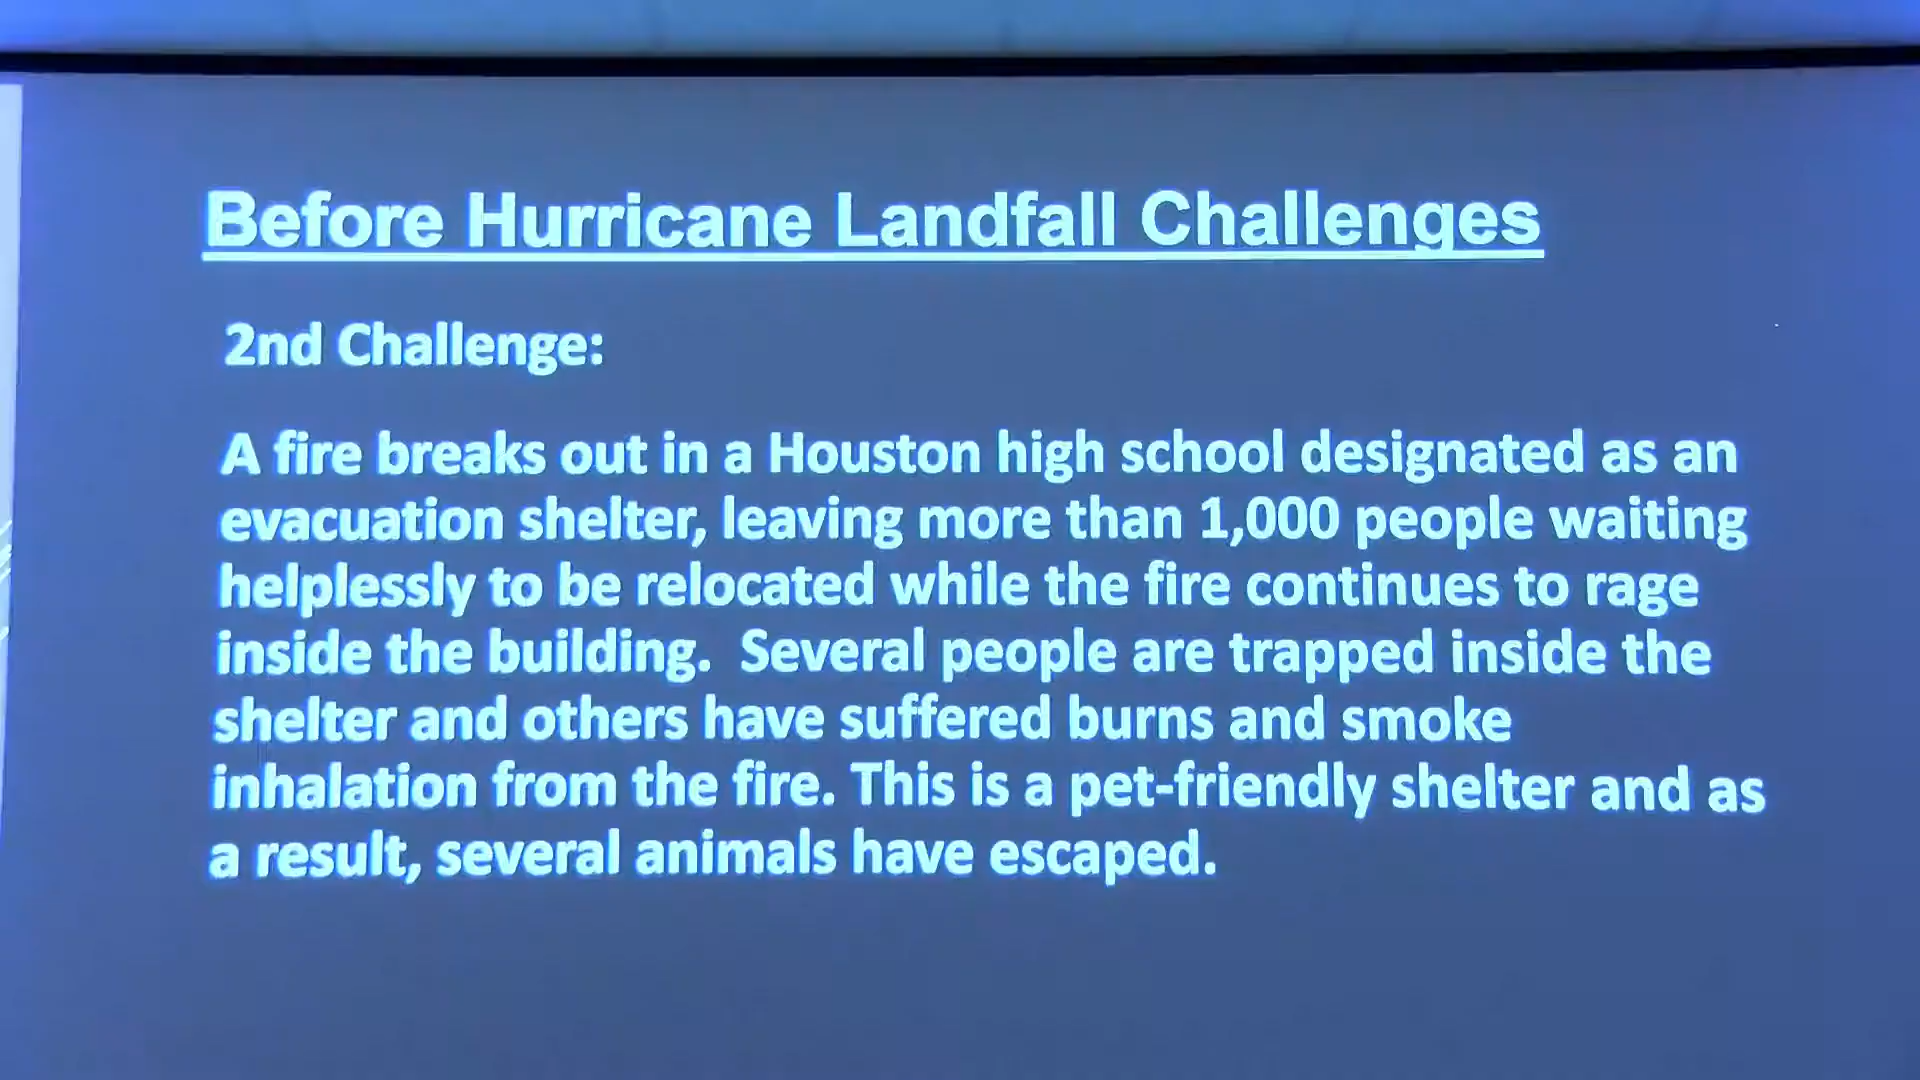 Before Hurricane Landfall Challenges
2nd Challenge:
A fire breaks out in a Houston high school designated as an
evacuation shelter, leaving more than 1,000 people waiting
helplessly to be relocated while the fire continues to rage
inside the building.  Several people are trapped inside the
shelter and others have suffered burns and smoke
inhalation from the fire. This is a pet-friendly shelter and as
a result, several animals have escaped.